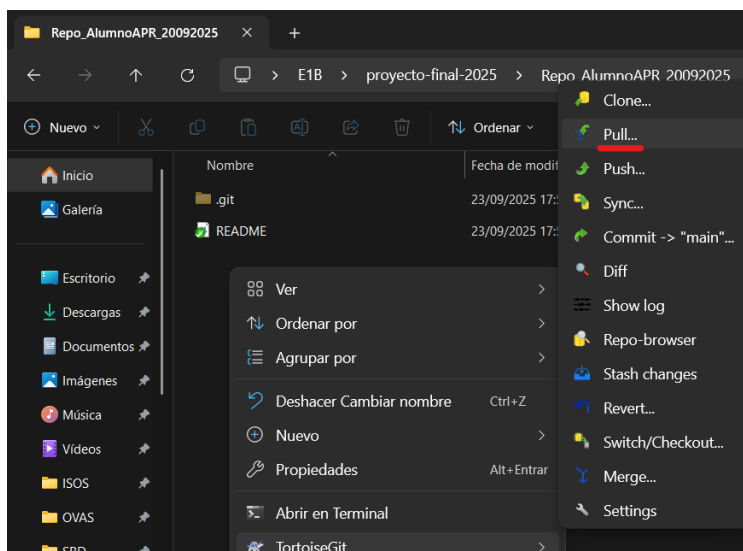 Repo_AlumnoAPR_20092025
E1B > proyecto-final-2025 > Repo_AlumnoAPR_20092025
Nuevo
Ordenar
Inicio
Galería
Escritorio
Descargas
Documentos
Imágenes
Música
Vídeos
ISOS
OVAS
Nombre
Fecha de modif
.git
23/09/2025 17:
README
23/09/2025 17:
Ver
Ordenar por
Agrupar por
Deshacer Cambiar nombre Ctrl+Z
Nuevo
Propiedades Alt+Entrar
Abrir en Terminal
TortoiseGit
Clone...
Pull...
Push...
Sync...
Commit -> "main"...
Diff
Show log
Repo-browser
Stash changes
Revert...
Switch/Checkout...
Merge...
Settings